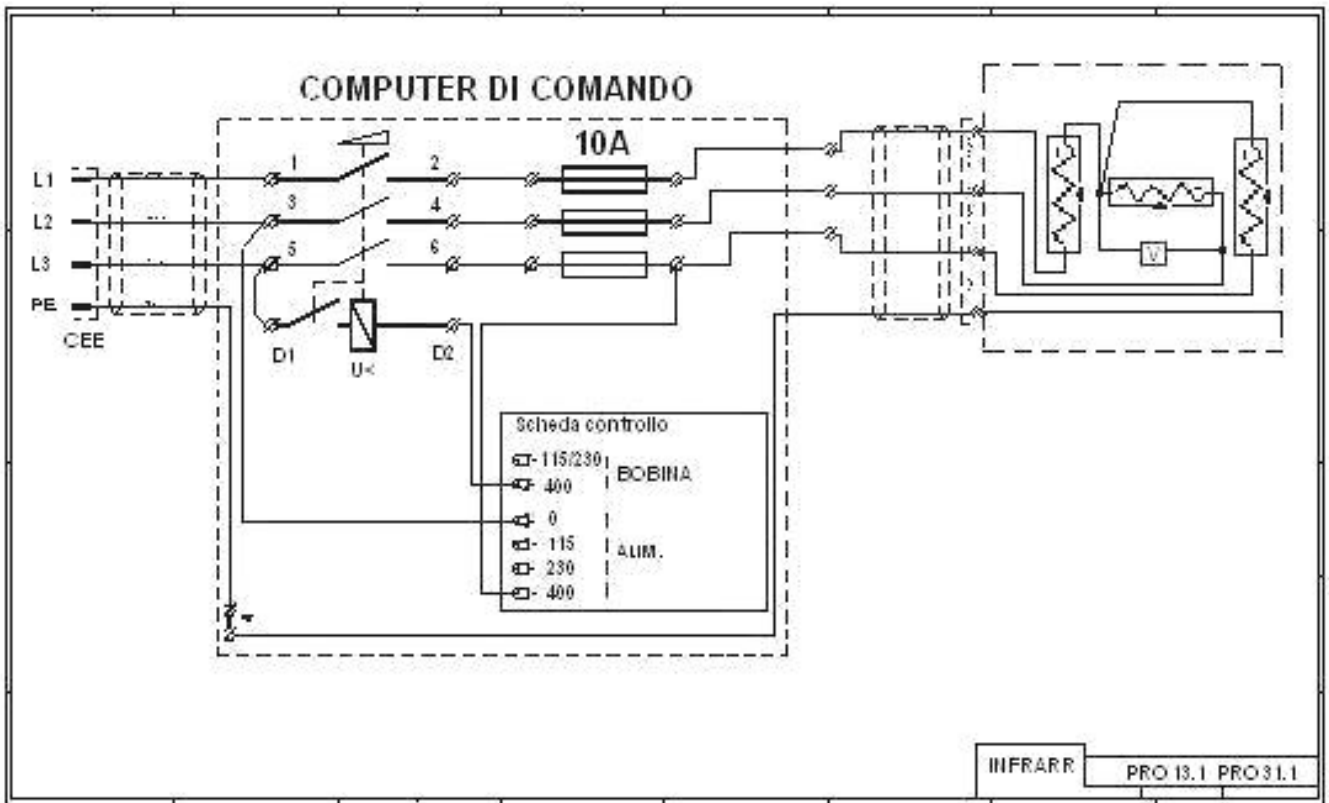 COMPUTER DI COMANDO
10A
L1
1
2
L2
3
4
L3
5
6
PE
CEE
D1
U<
D2
V
Scheda controllo
115/230
BOBINA
400
0
115
ALIM.
230
400
INFRARR
PRO 13.1 PRO 31.1